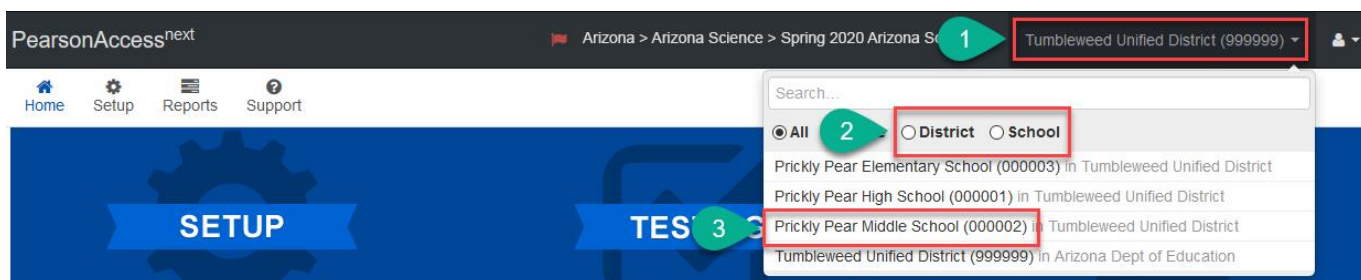 PearsonAccessnext
Arizona > Arizona Science > Spring 2020 Arizona Sc
1
Tumbleweed Unified District (999999)
Home
Setup
Reports
Support
Search...
All
2
District
School
Prickly Pear Elementary School (000003) in Tumbleweed Unified District
Prickly Pear High School (000001) in Tumbleweed Unified District
SETUP
TES
3
Prickly Pear Middle School (000002) in Tumbleweed Unified District
Tumbleweed Unified District (999999) in Arizona Dept of Education